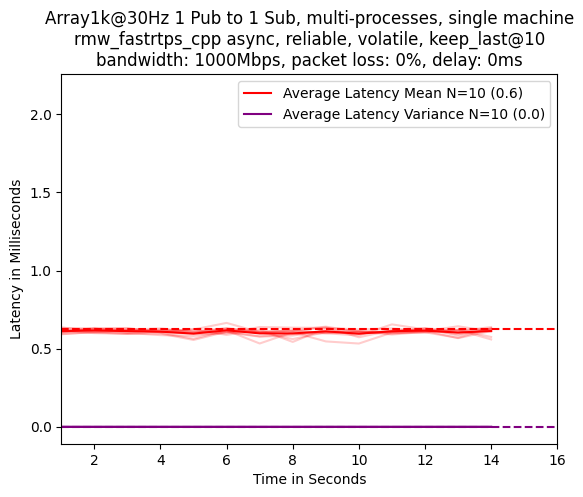 Array1k@30Hz 1 Pub to 1 Sub, multi-processes, single machine
rmw_fastrtps_cpp async, reliable, volatile, keep_last@10
bandwidth: 1000Mbps, packet loss: 0%, delay: 0ms
Average Latency Mean N=10 (0.6)
Average Latency Variance N=10 (0.0)
Latency in Milliseconds
2.0
1.5
1.0
0.5
0.0
2 4 6 8 10 12 14 16
Time in Seconds